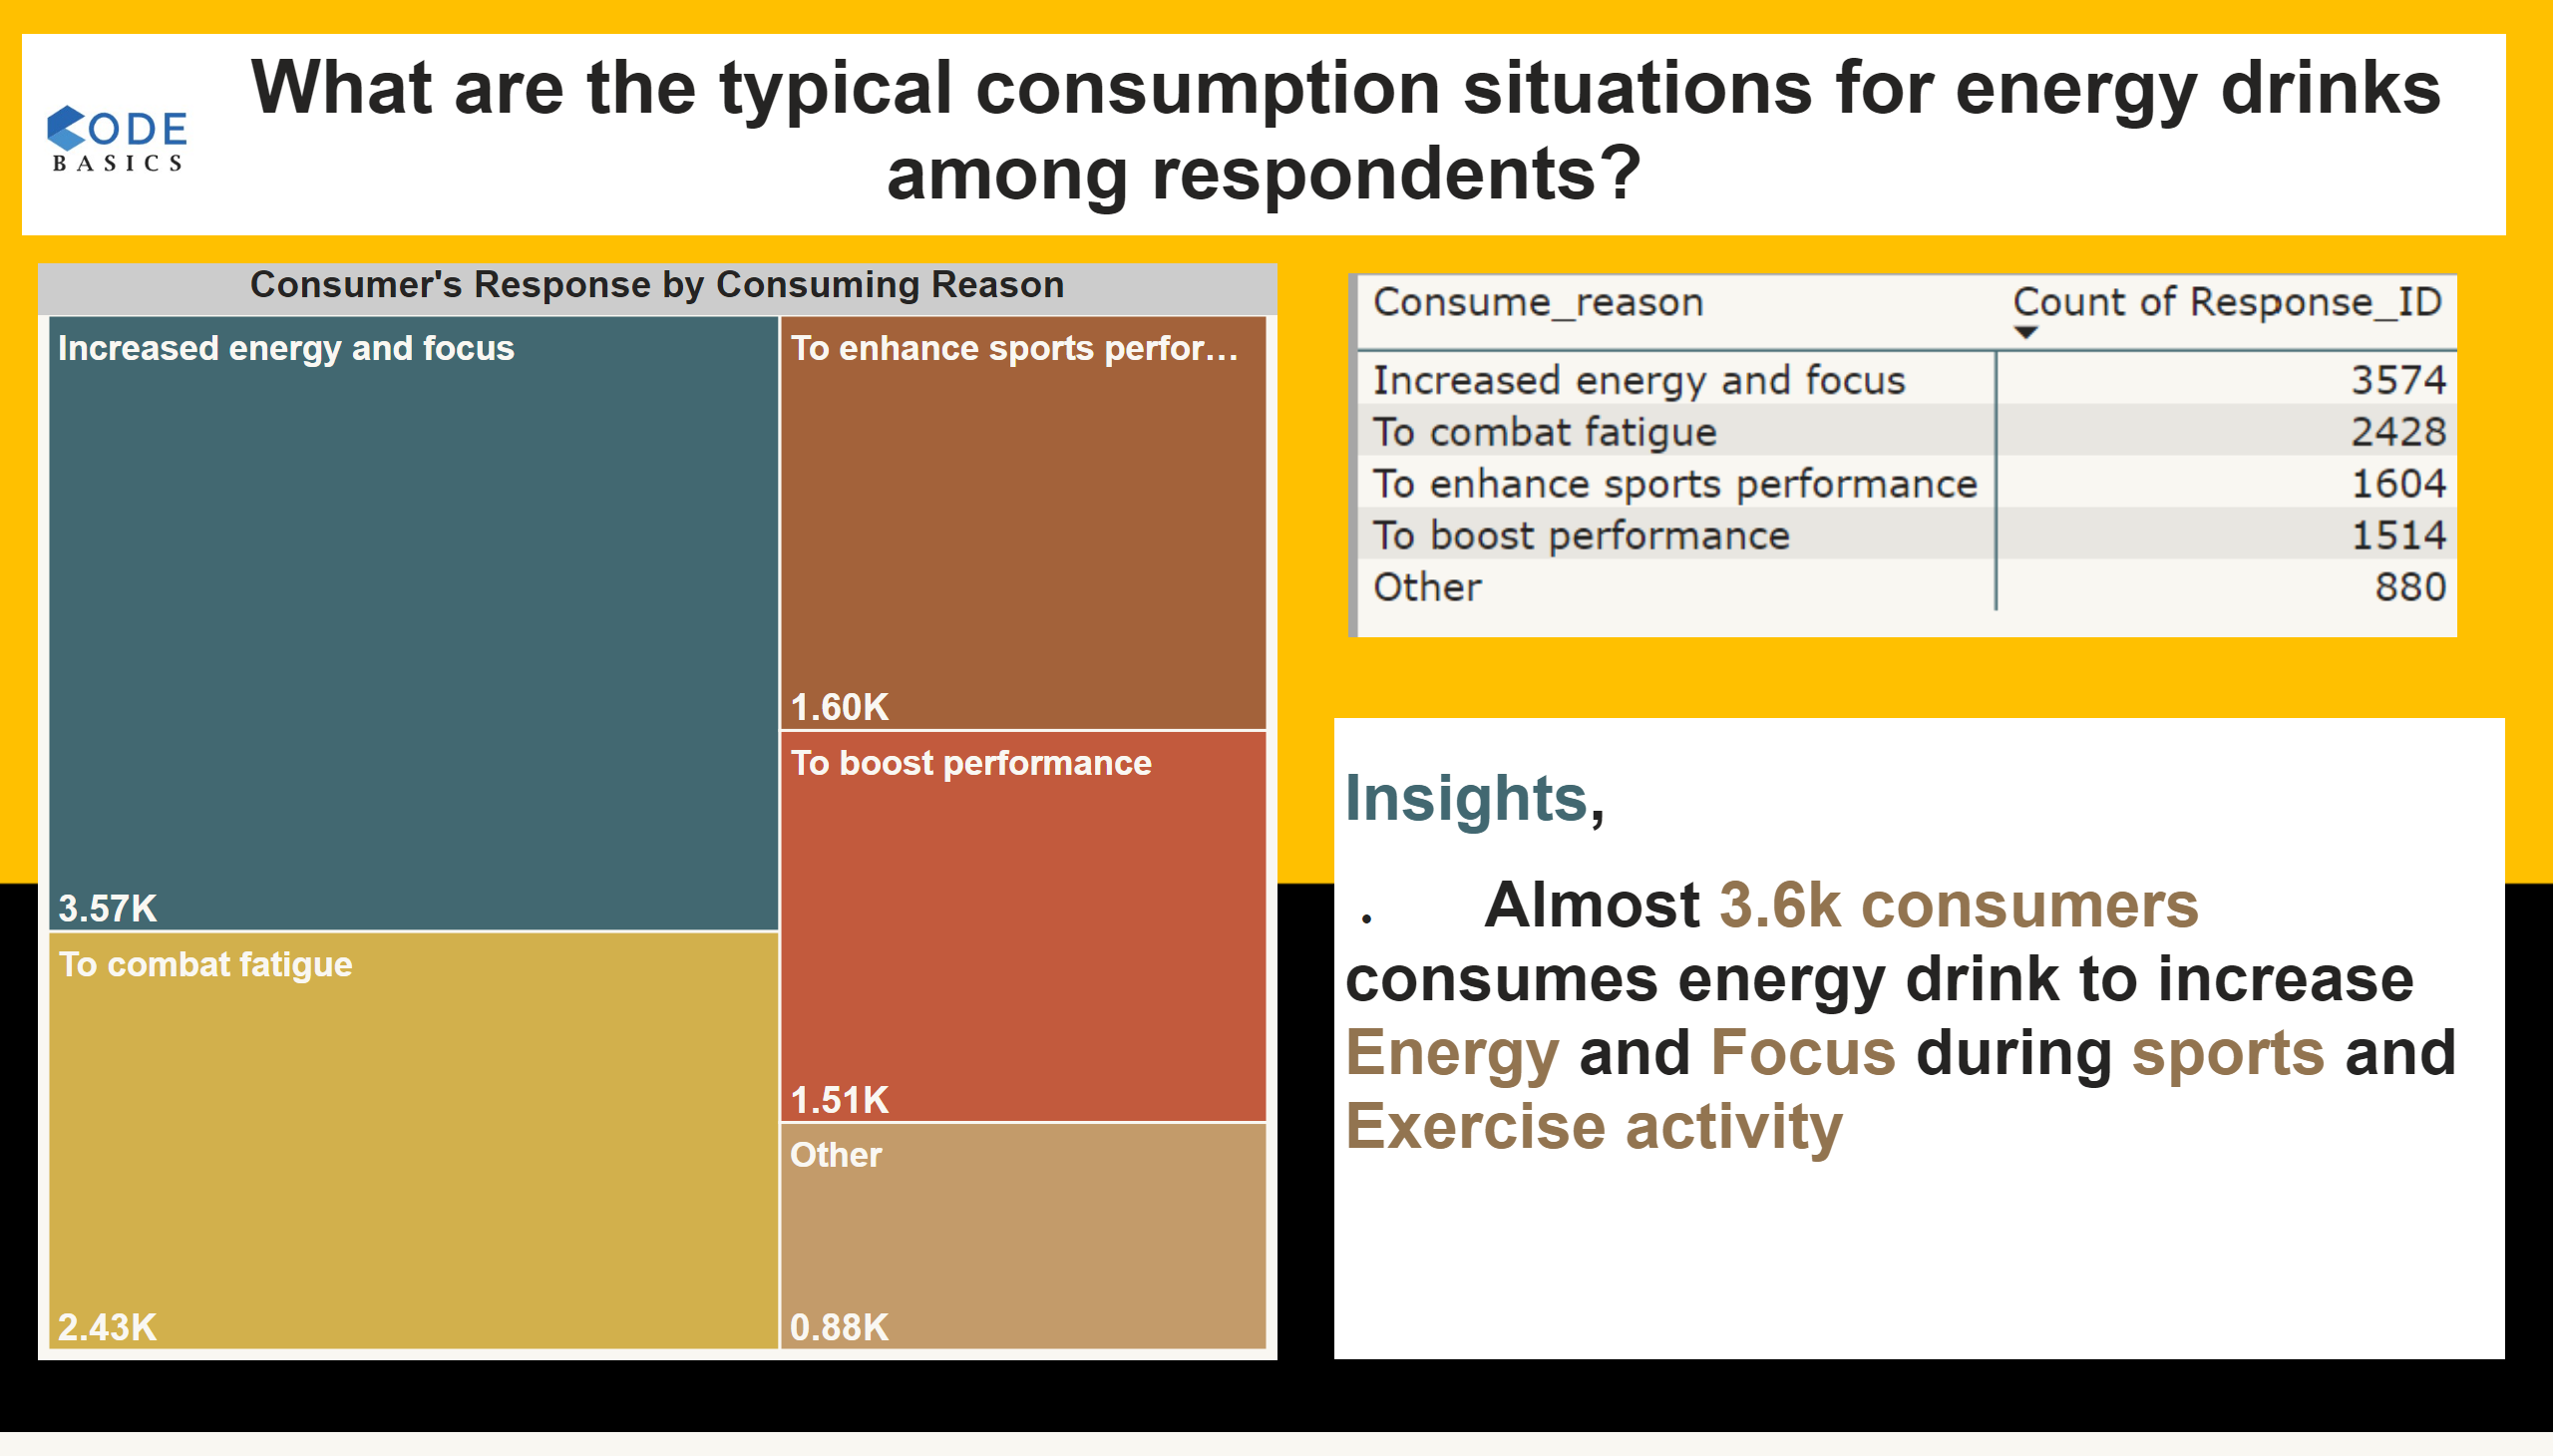 What are the typical consumption situations for energy drinks
among respondents?
CODE
BASICS
Consumer's Response by Consuming Reason
Increased energy and focus
3.57K
To combat fatigue
2.43K
To enhance sports perfor...
1.60K
To boost performance
1.51K
Other
0.88K
Consume_reason Count of Response_ID
Increased energy and focus 3574
To combat fatigue 2428
To enhance sports performance 1604
To boost performance 1514
Other 880
Insights,
• Almost 3.6k consumers
consumes energy drink to increase
Energy and Focus during sports and
Exercise activity